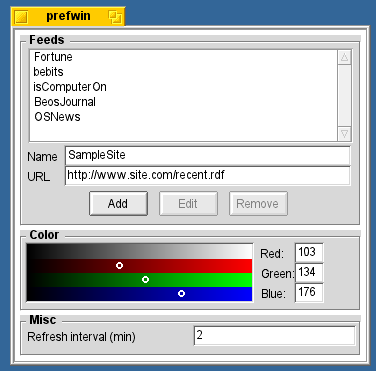 prefwin
Feeds
Fortune
bebits
isComputerOn
BeosJournal
OSNews
Name SampleSite
URL http://www.site.com/recent.rdf
Add Edit Remove
Color
Red: 103
Green: 134
Blue: 176
Misc
Refresh interval (min) 2